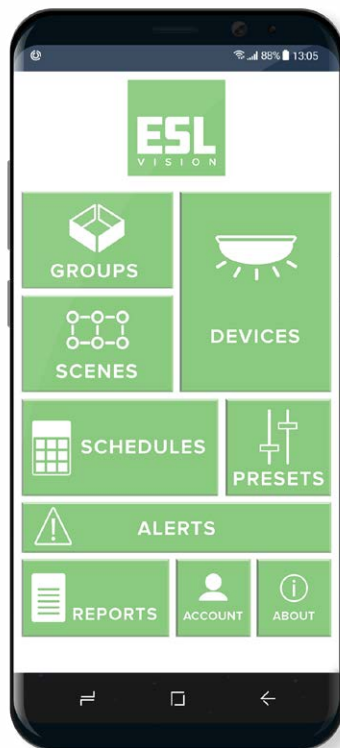 88% 13:05
ESL
VISION
GROUPS
DEVICES
SCENES
SCHEDULES
PRESETS
ALERTS
REPORTS
ACCOUNT
ABOUT